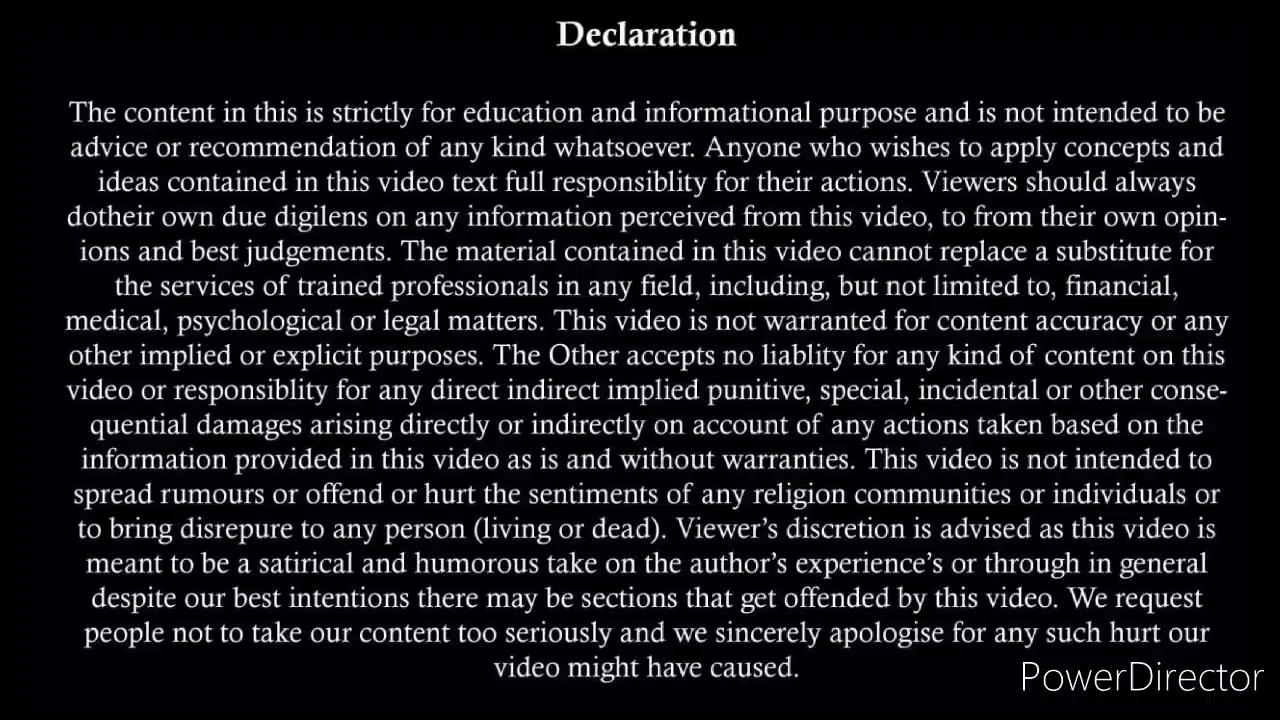 Declaration
The content in this is strictly for education and informational purpose and is not intended to be
advice or recommendation of any kind whatsoever. Anyone who wishes to apply concepts and
ideas contained in this video text full responsiblity for their actions. Viewers should always
dotheir own due digilens on any information perceived from this video, to from their own opin-
ions and best judgements. The material contained in this video cannot replace a substitute for
the services of trained professionals in any field, including, but not limited to, financial,
medical, psychological or legal matters. This video is not warranted for content accuracy or any
other implied or explicit purposes. The Other accepts no liablity for any kind of content on this
video or responsiblity for any direct indirect implied punitive, special, incidental or other conse-
quential damages arising directly or indirectly on account of any actions taken based on the
information provided in this video as is and without warranties. This video is not intended to
spread rumours or offend or hurt the sentiments of any religion communities or individuals or
to bring disrepure to any person (living or dead). Viewer’s discretion is advised as this video is
meant to be a satirical and humorous take on the author’s experience’s or through in general
despite our best intentions there may be sections that get offended by this video. We request
people not to take our content too seriously and we sincerely apologise for any such hurt our
video might have caused.
PowerDirector